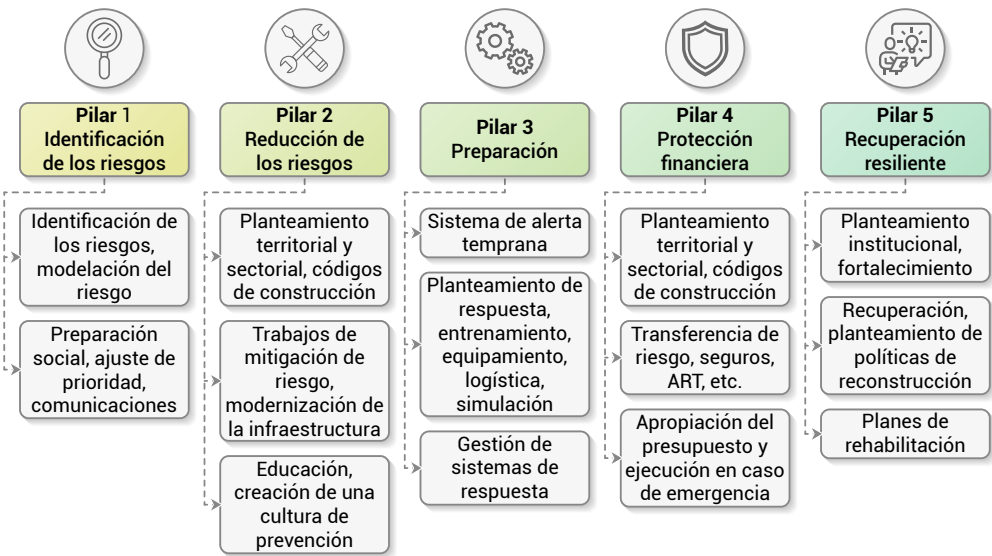 Pilar 1
Identificación
de los riesgos
Identificación de
los riesgos,
modelación del
riesgo
Preparación
social, ajuste de
prioridad,
comunicaciones
Pilar 2
Reducción de
los riesgos
Planteamiento
territorial y
sectorial, códigos
de construcción
Trabajos de
mitigación de
riesgo,
modernización de
la infraestructura
Educación,
creación de una
cultura de
prevención
Pilar 3
Preparación
Sistema de alerta
temprana
Planteamiento de
respuesta,
entrenamiento,
equipamiento,
logística,
simulación
Gestión de
sistemas de
respuesta
Pilar 4
Protección
financiera
Planteamiento
territorial y
sectorial, códigos
de construcción
Transferencia de
riesgo, seguros,
ART, etc.
Apropiación del
presupuesto y
ejecución en caso
de emergencia
Pilar 5
Recuperación
resiliente
Planteamiento
institucional,
fortalecimiento
Recuperación,
planteamiento de
políticas de
reconstrucción
Planes de
rehabilitación